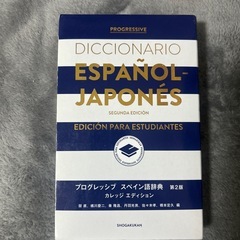 PROGRESSIVE
DICCIONARIO
ESPAÑOL-
JAPONÉS
SEGUNDA EDICIÓN
EDICIÓN PARA ESTUDIANTES
プログレッシブ スペイン語辞典 第2版
カレッジ エディション
SHOGAKUKAN